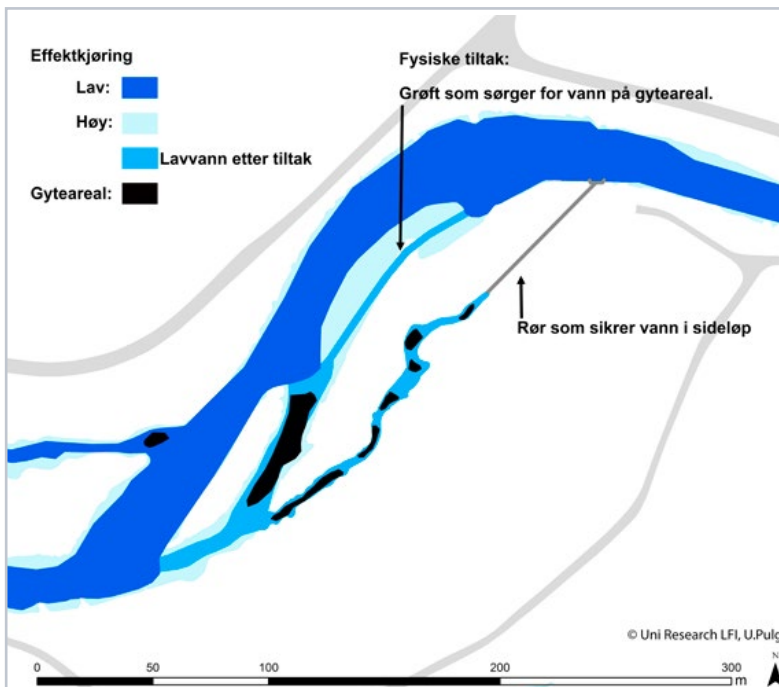 Effektkjøring
Lav:
Høy:
Lavvann etter tiltak
Gyteareal:
Fysiske tiltak:
Grøft som sørger for vann på gyteareal.
Rør som sikrer vann i sideløp
© Uni Research LFI, U.Pulg
N
0 50 100 200 300
m